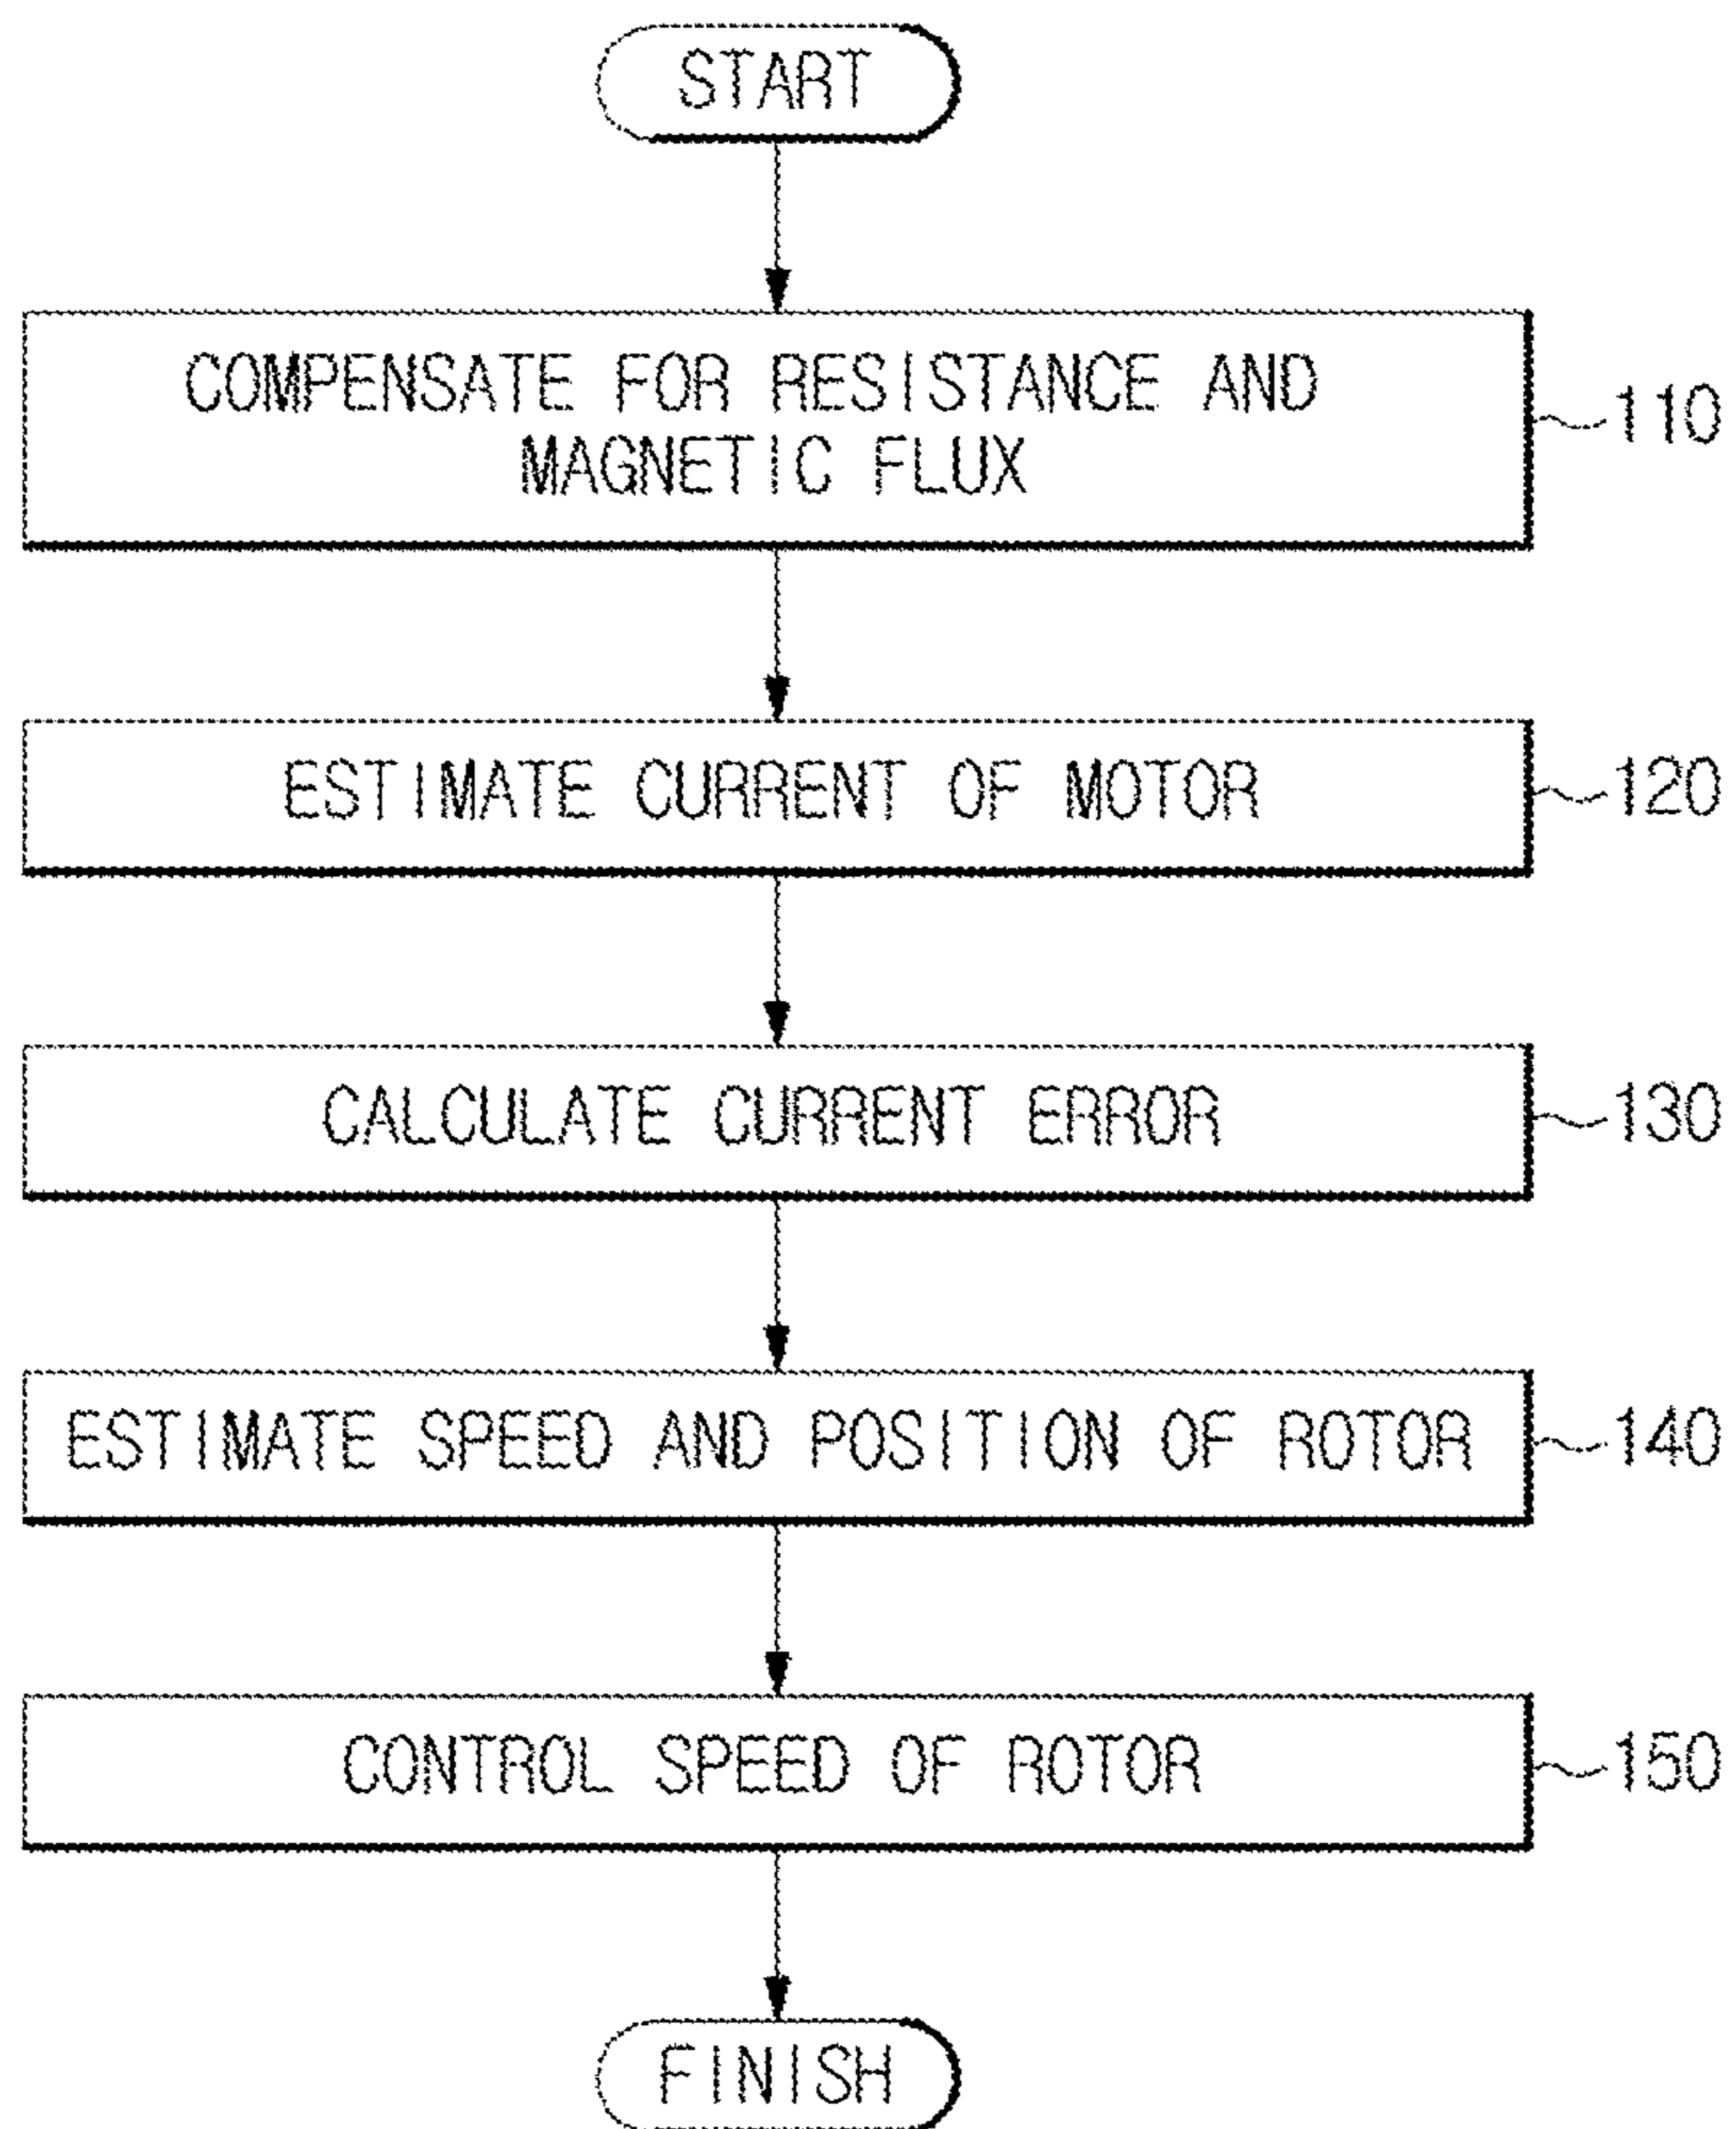 START
COMPENSATE FOR RESISTANCE AND
MAGNETIC FLUX
110
ESTIMATE CURRENT OF MOTOR
120
CALCULATE CURRENT ERROR
130
ESTIMATE SPEED AND POSITION OF ROTOR
140
CONTROL SPEED OF ROTOR
150
FINISH